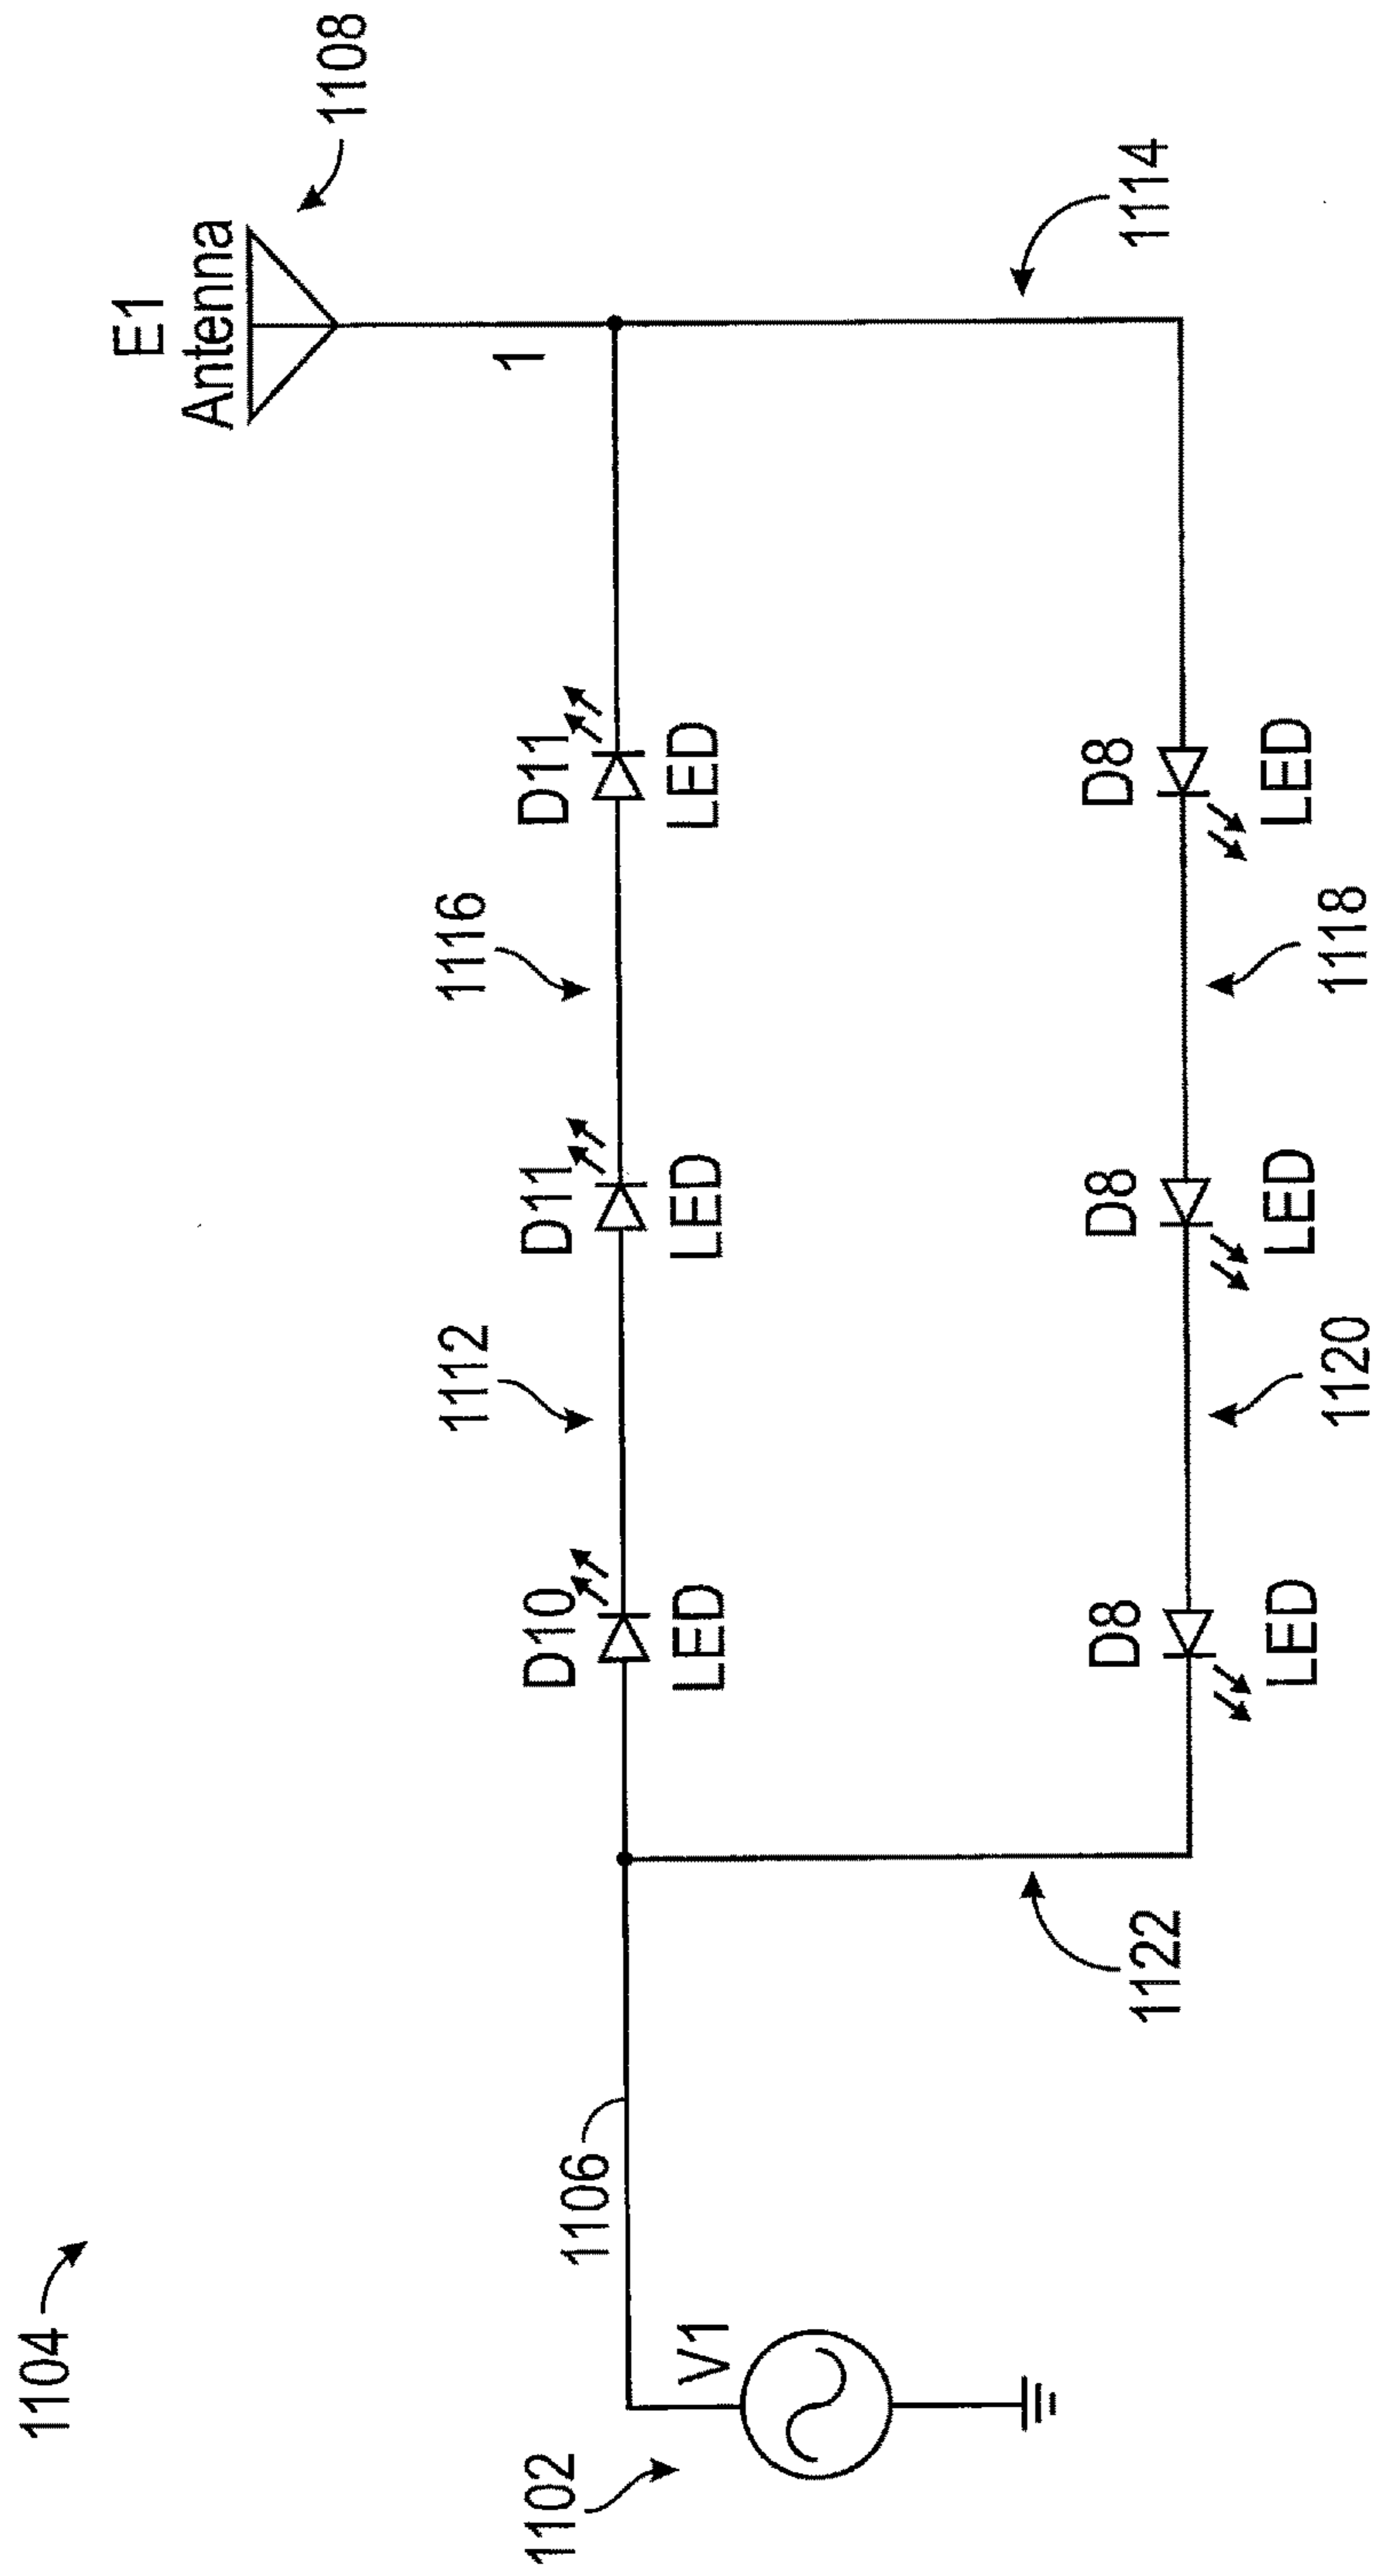 1104
1102
V1
1106
1122
D10
LED
1112
D11
LED
1116
D11
LED
1
E1
Antenna
1108
1114
D8
LED
1120
D8
LED
1118
D8
LED